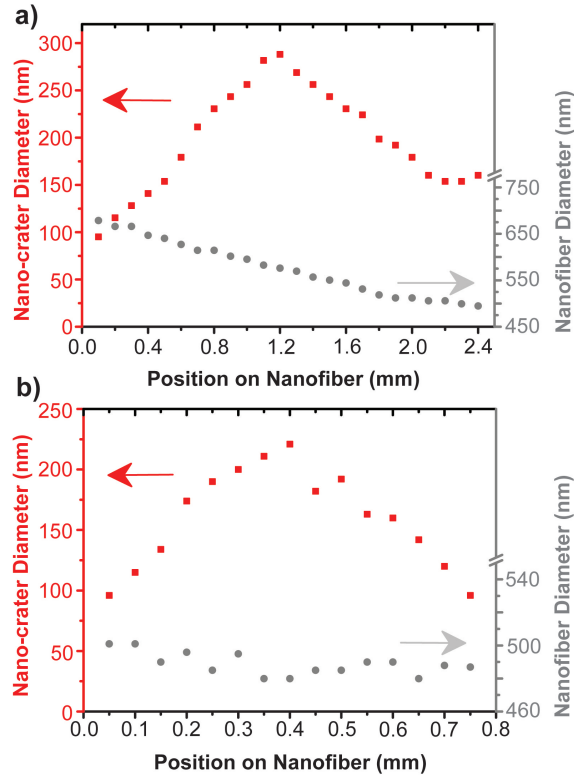 a)
300
250
200
150
100
50
0
Nano-crater Diameter (nm)
750
650
550
450
Nanofiber Diameter (nm)
0.0 0.4 0.8 1.2 1.6 2.0 2.4
Position on Nanofiber (mm)
b)
250
200
150
100
50
0
Nano-crater Diameter (nm)
540
500
460
Nanofiber Diameter (nm)
0.0 0.1 0.2 0.3 0.4 0.5 0.6 0.7 0.8
Position on Nanofiber (mm)